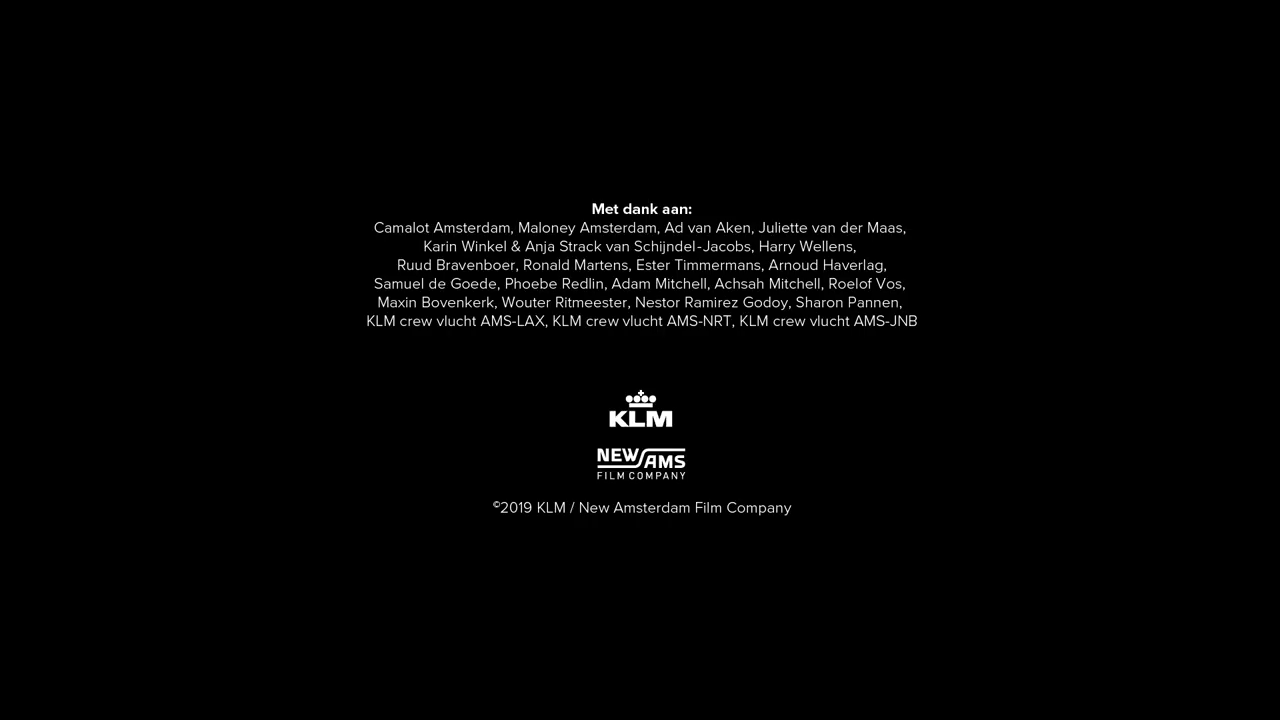 Met dank aan:
Camalot Amsterdam, Maloney Amsterdam, Ad van Aken, Juliette van der Maas,
Karin Winkel & Anja Strack van Schijndel-Jacobs, Harry Wellens,
Ruud Bravenboer, Ronald Martens, Ester Timmermans, Arnoud Haverlag,
Samuel de Goede, Phoebe Redlin, Adam Mitchell, Achsah Mitchell, Roelof Vos,
Maxin Bovenkerk, Wouter Ritmeester, Nestor Ramirez Godoy, Sharon Pannen,
KLM crew vlucht AMS-LAX, KLM crew vlucht AMS-NRT, KLM crew vlucht AMS-JNB
KLM
NEW AMS
FILM COMPANY
©2019 KLM / New Amsterdam Film Company